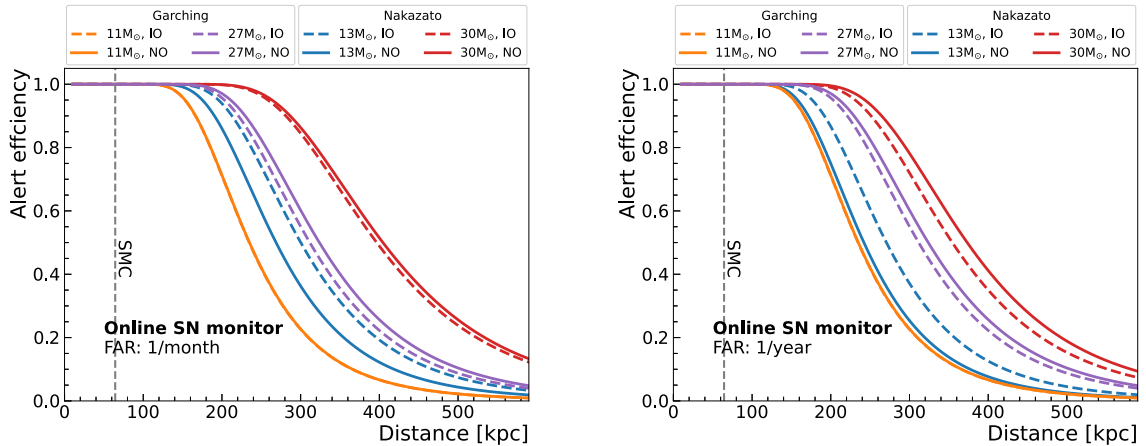 Garching
Nakazato
11M⊙, IO
27M⊙, IO
13M⊙, IO
30M⊙, IO
11M⊙, NO
27M⊙, NO
13M⊙, NO
30M⊙, NO
Alert effciency
1.0
0.8
0.6
0.4
0.2
0.0
SMC
Online SN monitor
FAR: 1/month
0
100
200
300
400
500
Distance [kpc]
Garching
Nakazato
11M⊙, IO
27M⊙, IO
13M⊙, IO
30M⊙, IO
11M⊙, NO
27M⊙, NO
13M⊙, NO
30M⊙, NO
Alert effciency
1.0
0.8
0.6
0.4
0.2
0.0
SMC
Online SN monitor
FAR: 1/year
0
100
200
300
400
500
Distance [kpc]